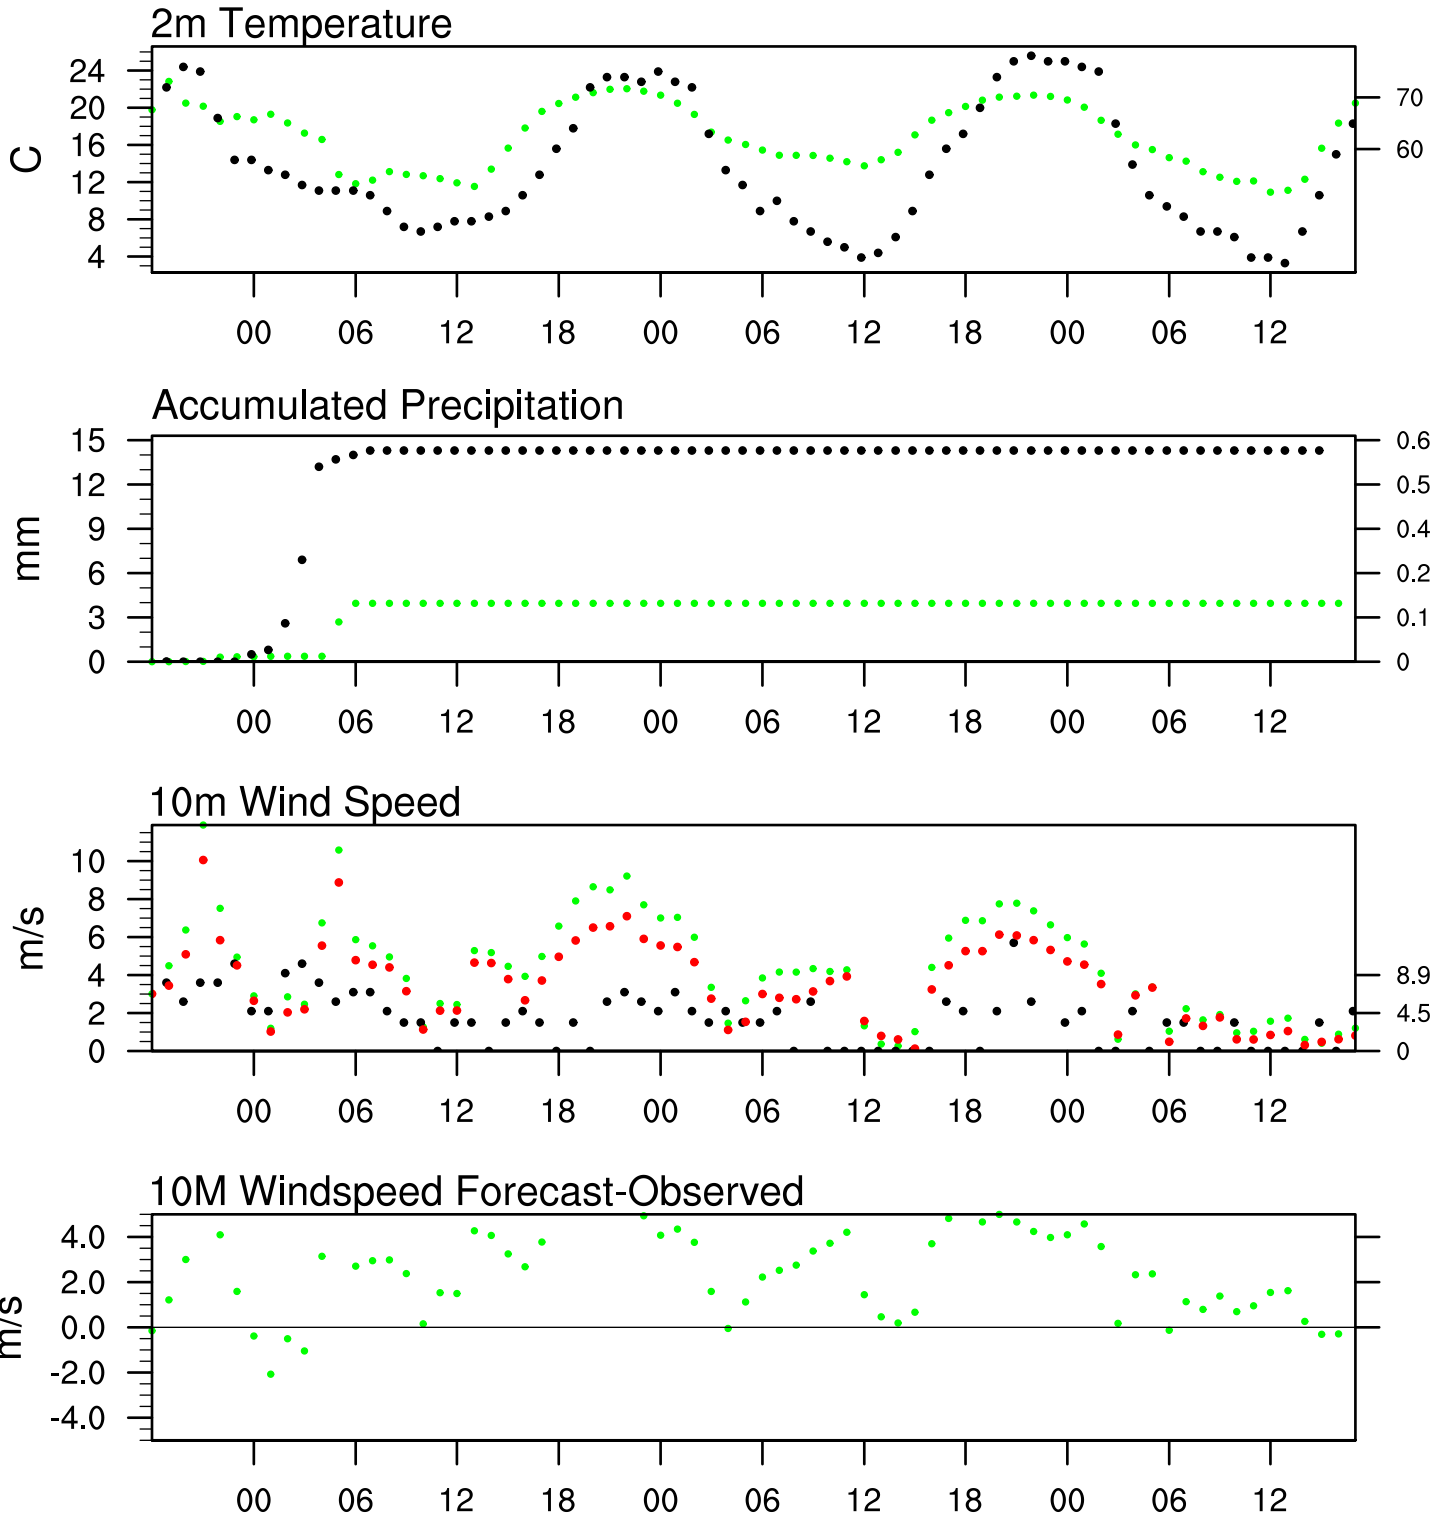 2m Temperature
24
20
16
12
8
4
C
70
60
00 06 12 18 00 06 12 18 00 06 12
Accumulated Precipitation
15
12
9
6
3
0
mm
0.6
0.5
0.4
0.2
0.1
0
00 06 12 18 00 06 12 18 00 06 12
10m Wind Speed
10
8
6
4
2
0
m/s
8.9
4.5
0
00 06 12 18 00 06 12 18 00 06 12
10M Windspeed Forecast-Observed
4.0
2.0
0.0
-2.0
-4.0
m/s
00 06 12 18 00 06 12 18 00 06 12